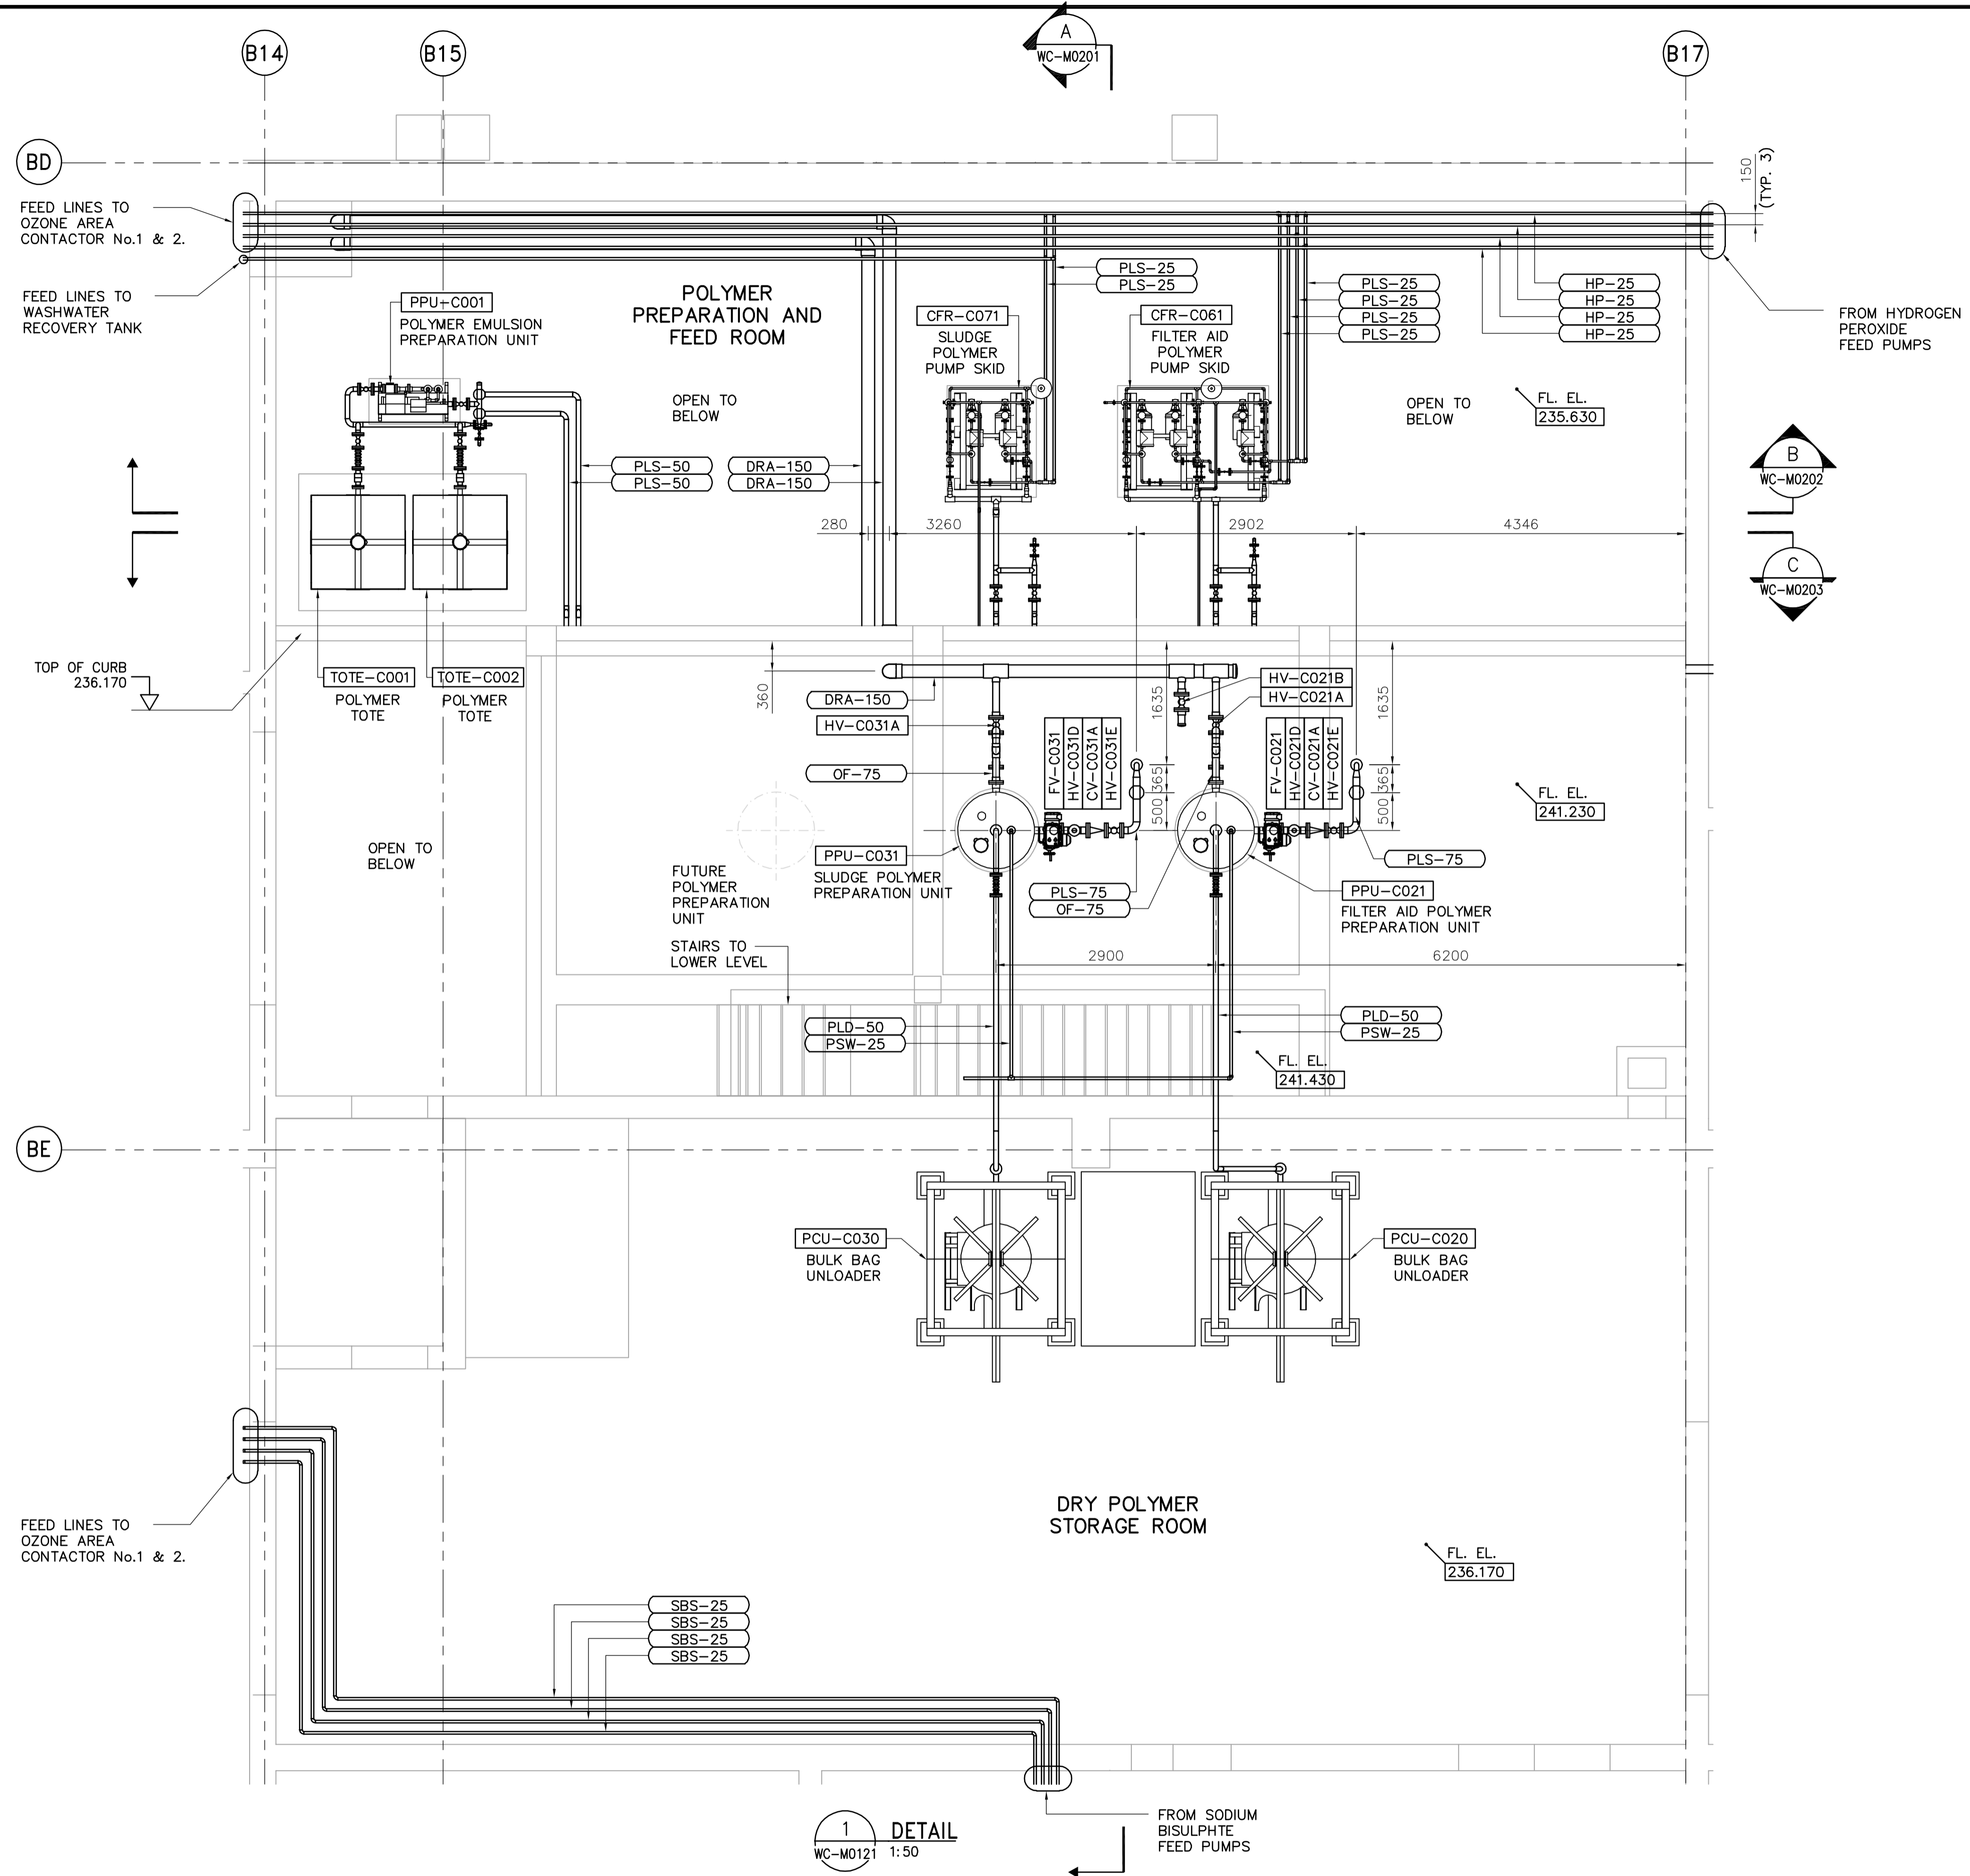 A
WC-M0201
B14
B15
B17
BD
150
(TYP. 3)
FEED LINES TO
OZONE AREA
CONTACTOR No.1 & 2.
FEED LINES TO
WASHWATER
RECOVERY TANK
PPU-C001
POLYMER EMULSION
PREPARATION UNIT
POLYMER
PREPARATION AND
FEED ROOM
OPEN TO
BELOW
CFR-C071
SLUDGE
POLYMER
PUMP SKID
PLS-25
PLS-25
CFR-C061
FILTER AID
POLYMER
PUMP SKID
PLS-25
PLS-25
PLS-25
PLS-25
HP-25
HP-25
HP-25
HP-25
FROM HYDROGEN
PEROXIDE
FEED PUMPS
OPEN TO
BELOW
FL. EL.
235.630
PLS-50
PLS-50
DRA-150
DRA-150
B
WC-M0202
C
WC-M0203
280
3260
2902
4346
TOP OF CURB
236.170
TOTE-C001
POLYMER
TOTE
TOTE-C002
POLYMER
TOTE
360
DRA-150
HV-C031A
OF-75
1635
365
500
HV-C021B
HV-C021A
1635
365
500
FV-C031
HV-C031D
CV-C031A
HV-C031E
FV-C021
HV-C021D
CV-C021A
HV-C021E
FL. EL.
241.230
OPEN TO
BELOW
FUTURE
POLYMER
PREPARATION
UNIT
PPU-C031
SLUDGE POLYMER
PREPARATION UNIT
PLS-75
OF-75
PLS-75
PPU-C021
FILTER AID POLYMER
PREPARATION UNIT
STAIRS TO
LOWER LEVEL
2900
6200
PLD-50
PSW-25
PLD-50
PSW-25
FL. EL.
241.430
BE
PCU-C030
BULK BAG
UNLOADER
PCU-C020
BULK BAG
UNLOADER
FEED LINES TO
OZONE AREA
CONTACTOR No.1 & 2.
DRY POLYMER
STORAGE ROOM
FL. EL.
236.170
SBS-25
SBS-25
SBS-25
SBS-25
1
WC-M0121
DETAIL
1:50
FROM SODIUM
BISULPHTE
FEED PUMPS